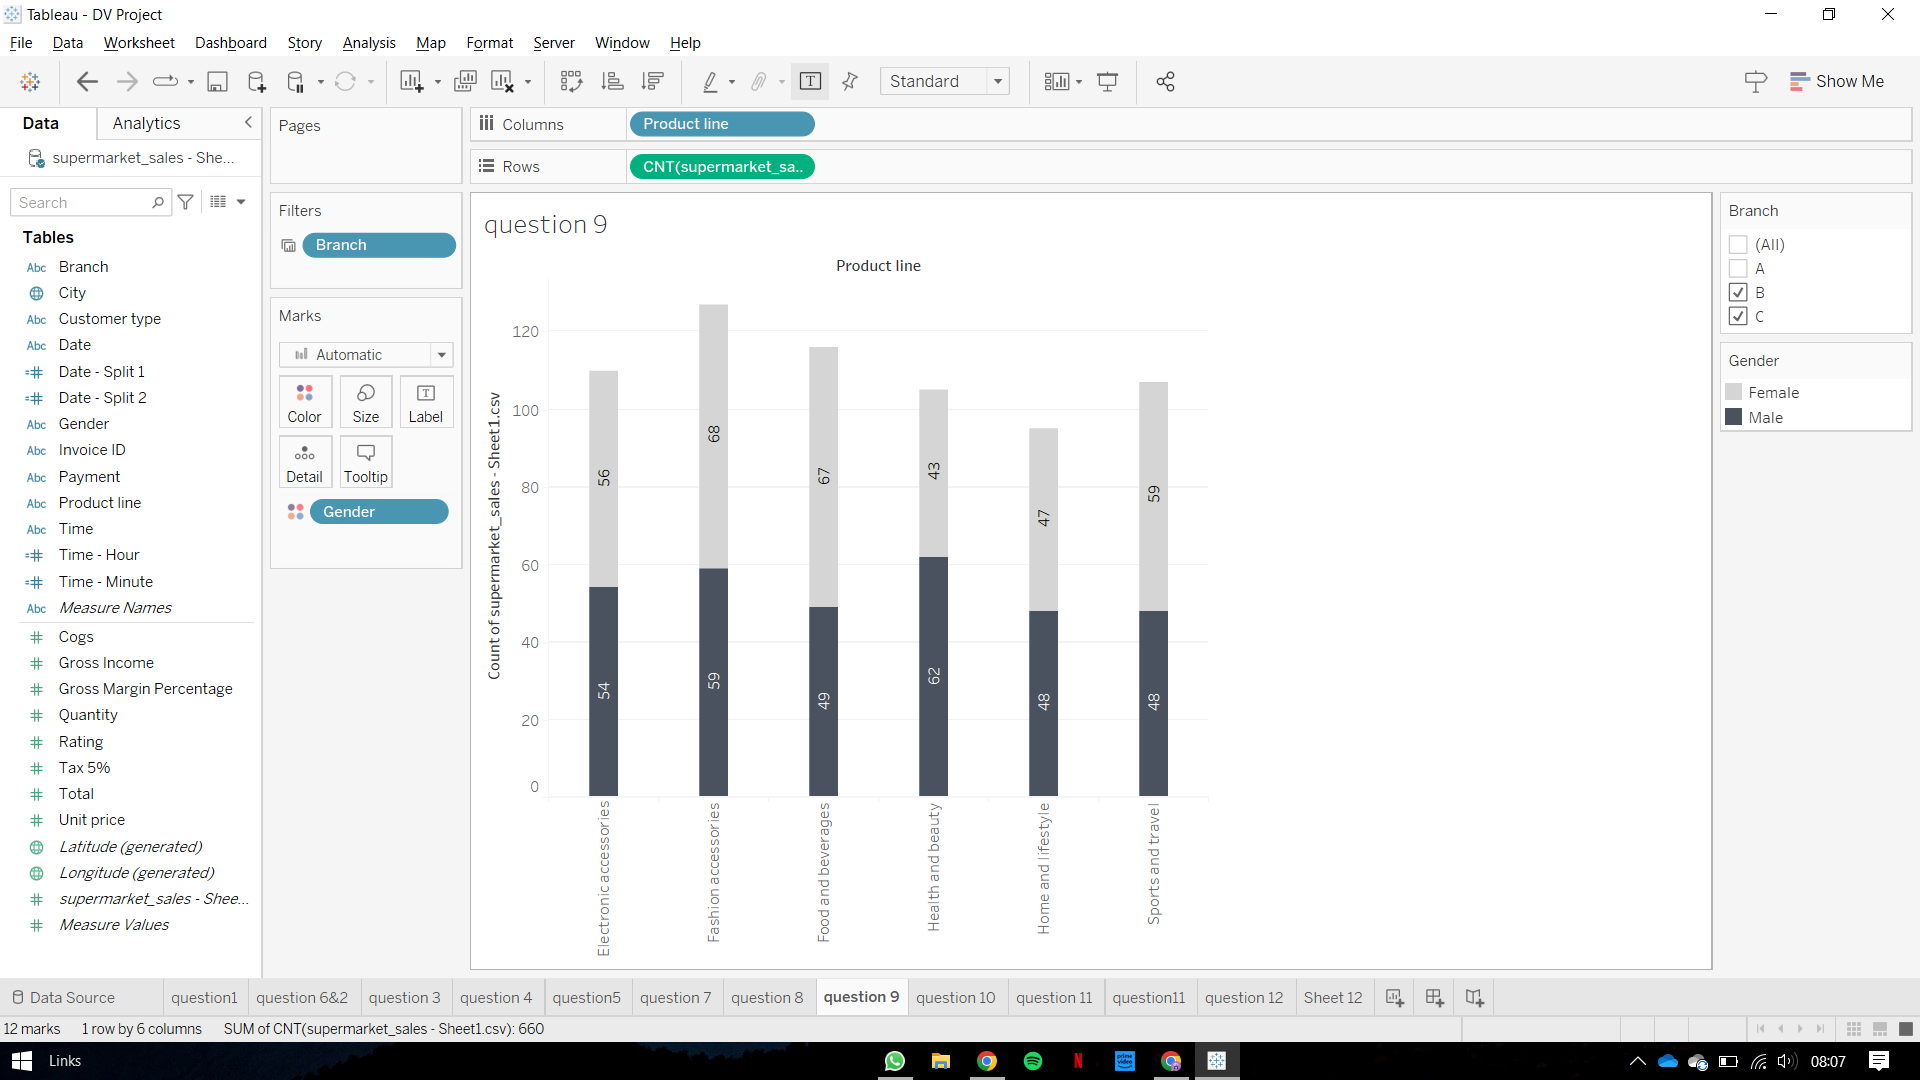 Tableau - DV Project
File Data Worksheet Dashboard Story Analysis Map Format Server Window Help
Standard
Show Me
Data Analytics
supermarket_sales - She...
Search
Tables
Abc Branch
City
Abc Customer type
Abc Date
=# Date - Split 1
=# Date - Split 2
Abc Gender
Abc Invoice ID
Abc Payment
Abc Product line
Abc Time
=# Time - Hour
=# Time - Minute
Abc Measure Names
# Cogs
# Gross Income
# Gross Margin Percentage
# Quantity
# Rating
# Tax 5%
# Total
# Unit price
Latitude (generated)
Longitude (generated)
# supermarket_sales - Shee...
# Measure Values
Pages
Filters
Branch
Marks
Automatic
Color Size Label
Detail Tooltip
Gender
Columns Product line
Rows CNT(supermarket_sa..
question 9
Product line
Count of supermarket_sales - Sheet1.csv
120
100
80
60
40
20
0
56 68 67 43 47 59
54 59 49 62 48 48
Electronic accessories
Fashion accessories
Food and beverages
Health and beauty
Home and lifestyle
Sports and travel
Branch
(All)
A
B
C
Gender
Female
Male
Data Source question1 question 6&2 question 3 question 4 question5 question 7 question 8 question 9 question 10 question 11 question11 question 12 Sheet 12
12 marks 1 row by 6 columns SUM of CNT(supermarket_sales - Sheet1.csv): 660
Links
prime video
08:07